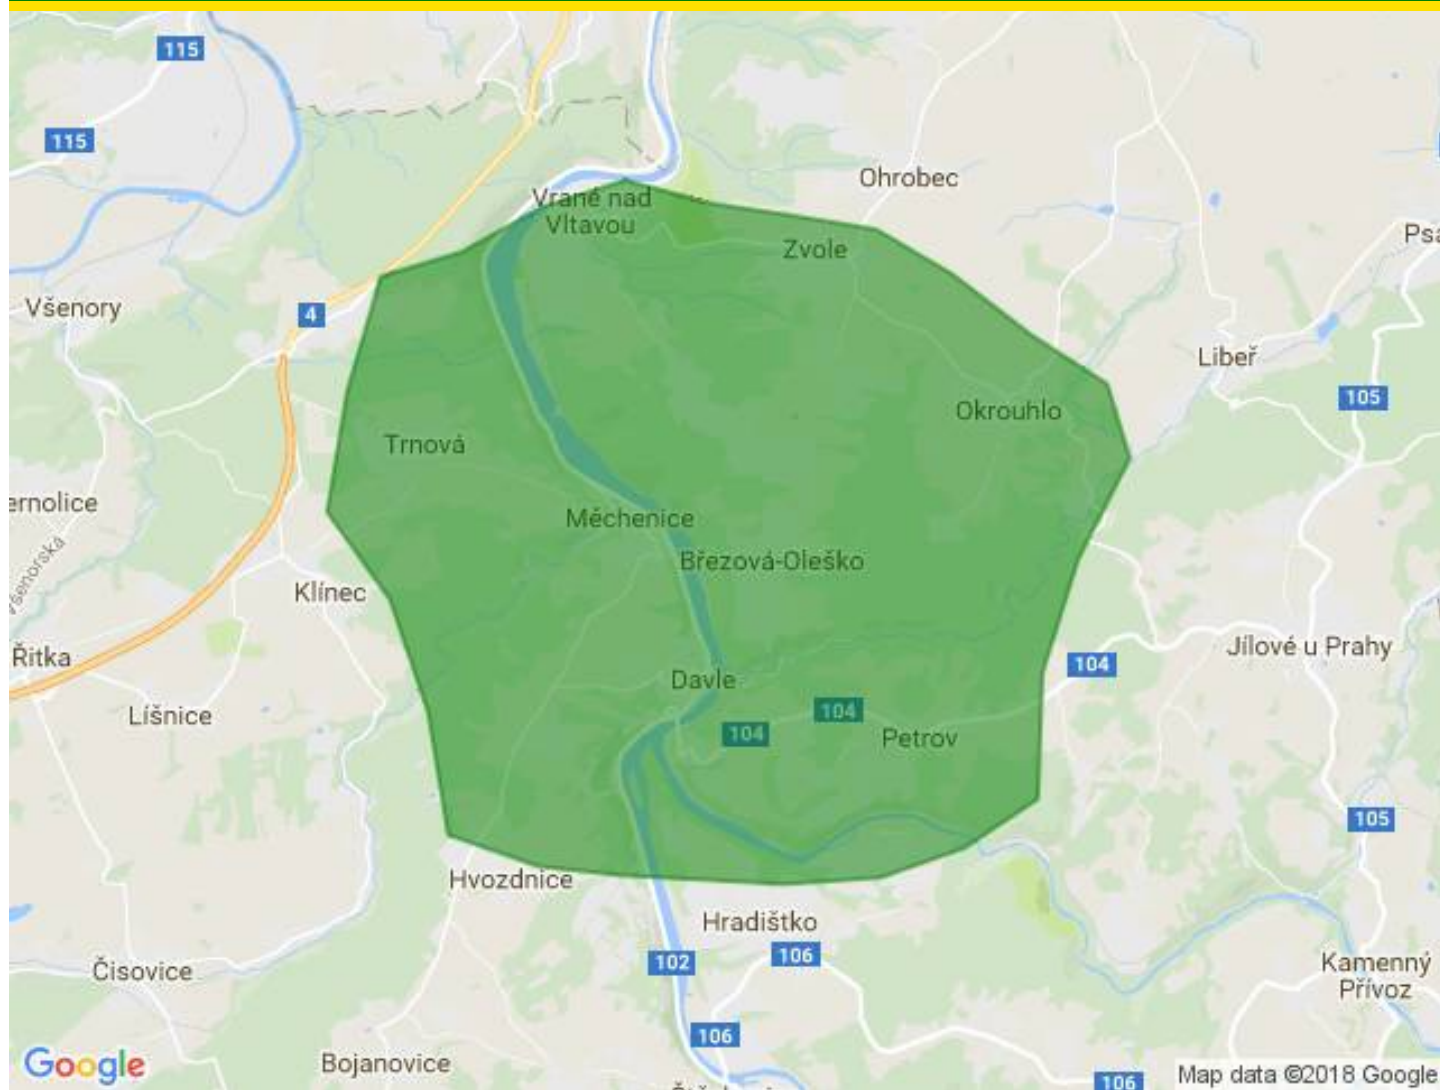 115
115
Ohrobec
Vrané nad
Vltavou
Zvole
Všenory
4
Libeř
105
Okrouhlo
Trnová
Měchenice
Březová-Oleško
Klínec
Všenorská
Řitka
Jílové u Prahy
104
Davle
Líšnice
104
104
Petrov
105
Hvozdnice
Hradištko
102
106
Čisovice
Kamenný
Přívoz
106
Bojanovice
Google
106
Map data ©2018 Google